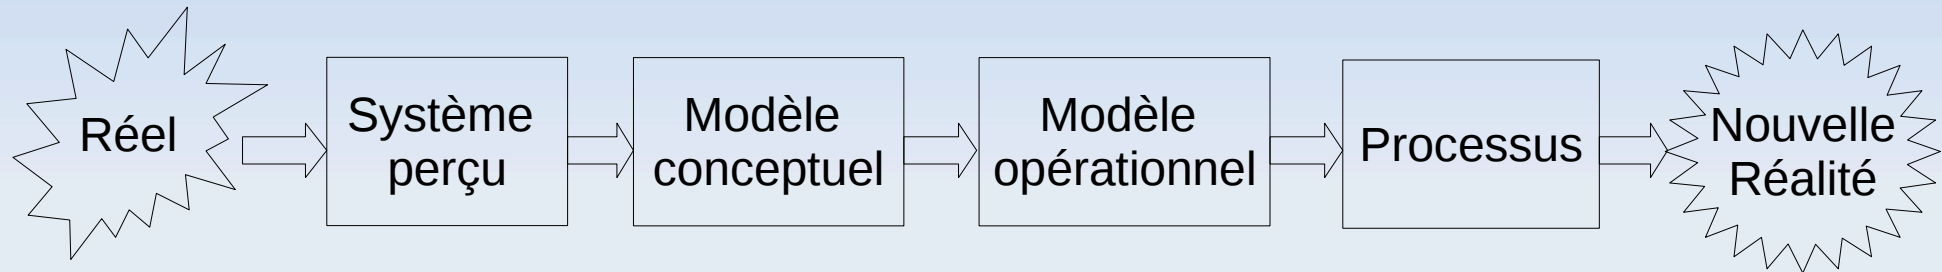 Réel
Système
perçu
Modèle
conceptuel
Modèle
opérationnel
Processus
Nouvelle
Réalité